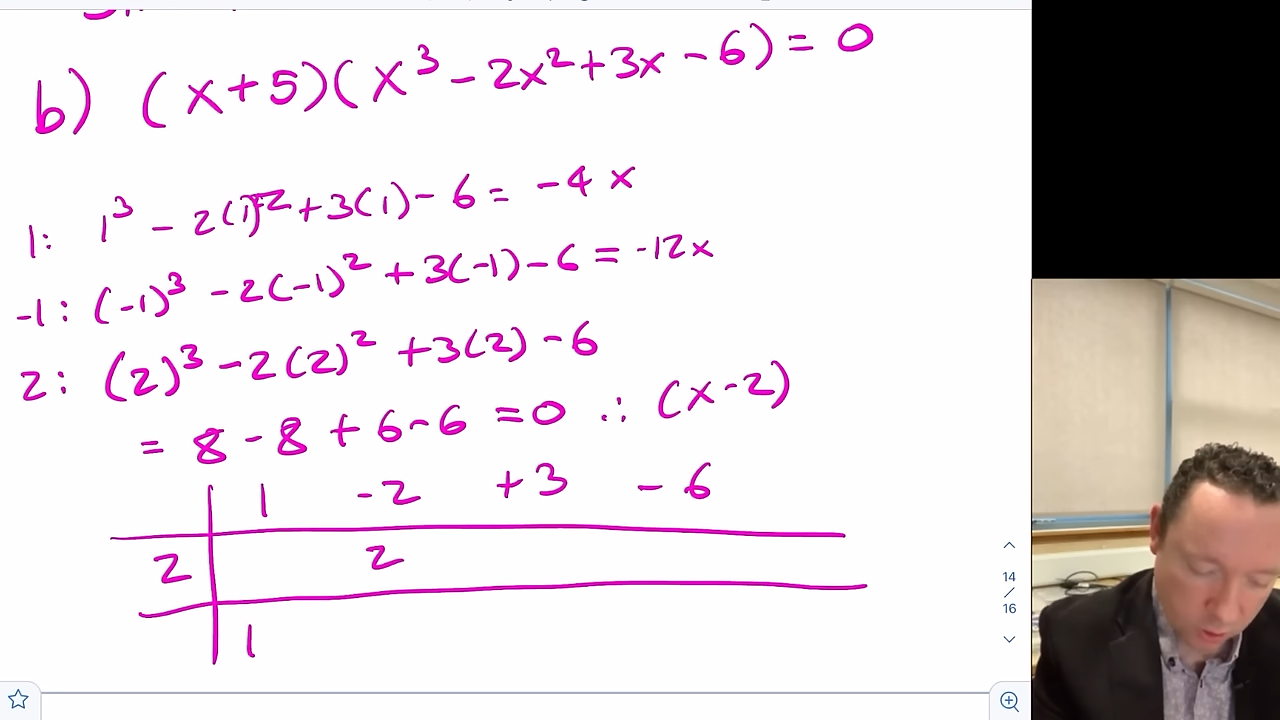 b) (x+5)(x³-2x²+3x-6)=0
1: 1³-2(1)²+3(1)-6=-4 x
-1: (-1)³-2(-1)²+3(-1)-6=-12x
2: (2)³-2(2)²+3(2)-6
=8-8+6-6=0 ∴ (x-2)
1 -2 +3 -6
2 2
1
14
/
16